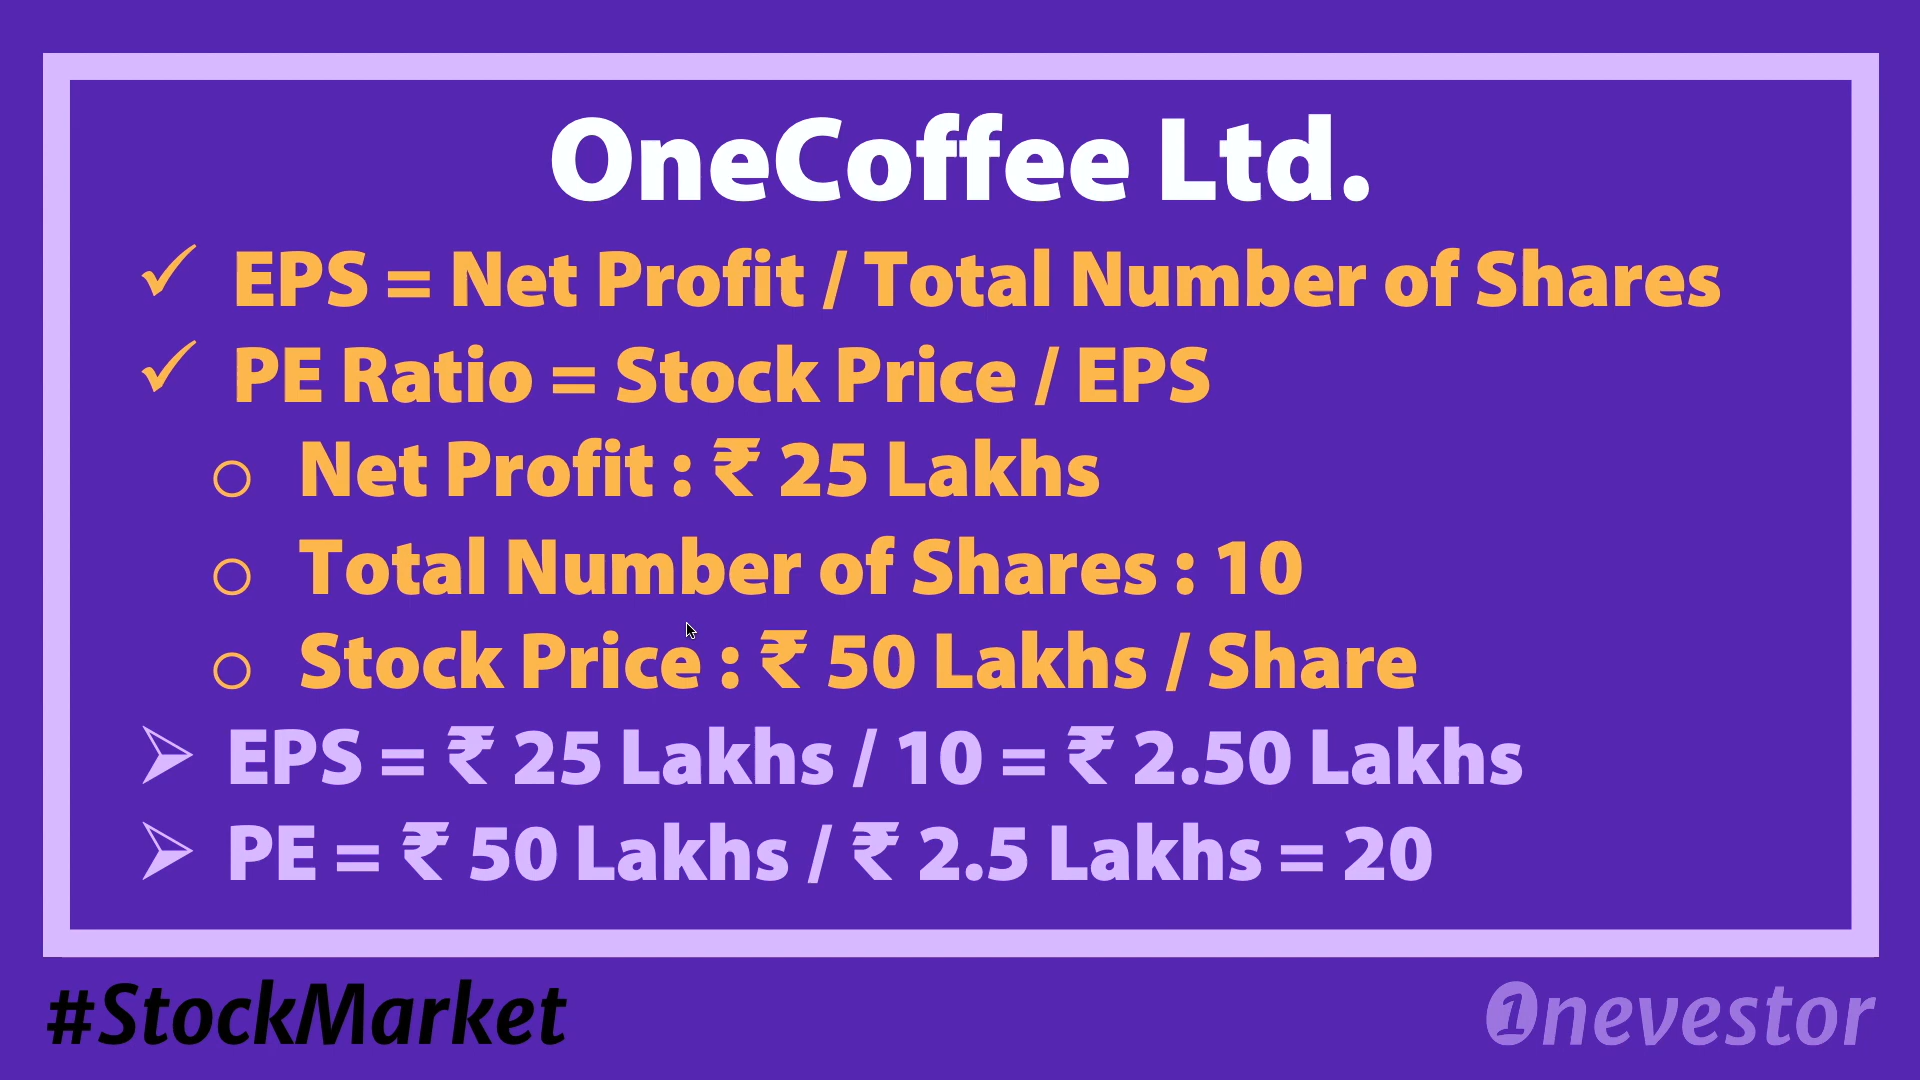 OneCoffee Ltd.
✓ EPS = Net Profit / Total Number of Shares
✓ PE Ratio = Stock Price / EPS
○ Net Profit : ₹ 25 Lakhs
○ Total Number of Shares : 10
○ Stock Price : ₹ 50 Lakhs / Share
➢ EPS = ₹ 25 Lakhs / 10 = ₹ 2.50 Lakhs
➢ PE = ₹ 50 Lakhs / ₹ 2.5 Lakhs = 20
#StockMarket
1nevestor